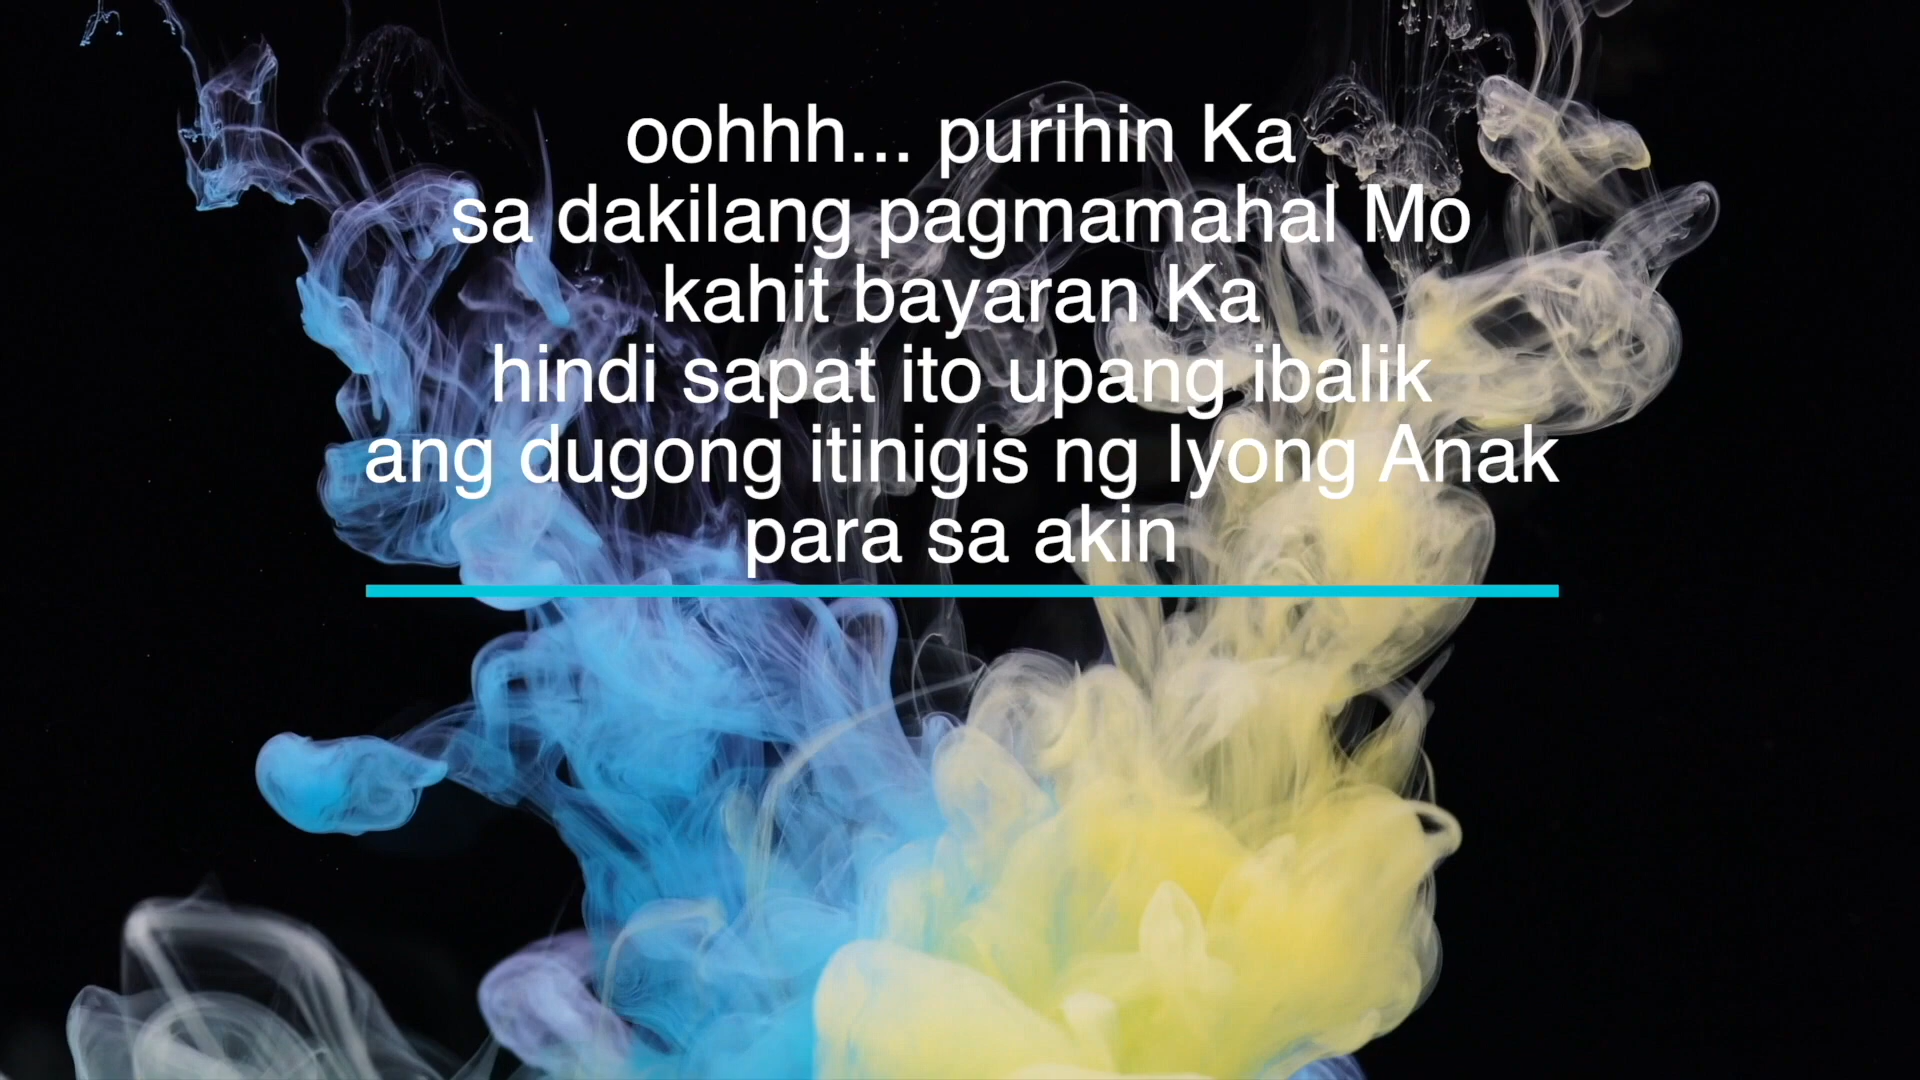 oohhh... purihin Ka
sa dakilang pagmamahal Mo
kahit bayaran Ka
hindi sapat ito upang ibalik
ang dugong itinigis ng Iyong Anak
para sa akin